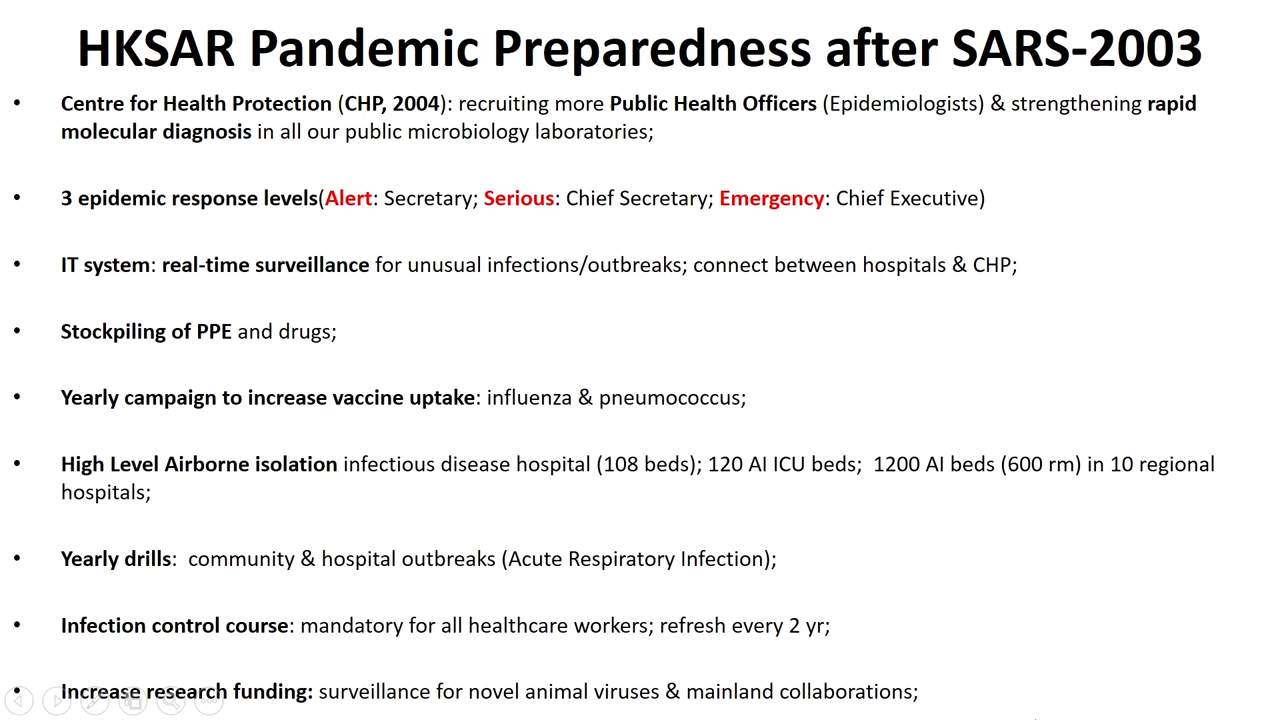 HKSAR Pandemic Preparedness after SARS-2003
• Centre for Health Protection (CHP, 2004): recruiting more Public Health Officers (Epidemiologists) & strengthening rapid
molecular diagnosis in all our public microbiology laboratories;
• 3 epidemic response levels(Alert: Secretary; Serious: Chief Secretary; Emergency: Chief Executive)
• IT system: real-time surveillance for unusual infections/outbreaks; connect between hospitals & CHP;
• Stockpiling of PPE and drugs;
• Yearly campaign to increase vaccine uptake: influenza & pneumococcus;
• High Level Airborne isolation infectious disease hospital (108 beds); 120 AI ICU beds;  1200 AI beds (600 rm) in 10 regional
hospitals;
• Yearly drills:  community & hospital outbreaks (Acute Respiratory Infection);
• Infection control course: mandatory for all healthcare workers; refresh every 2 yr;
• Increase research funding: surveillance for novel animal viruses & mainland collaborations;